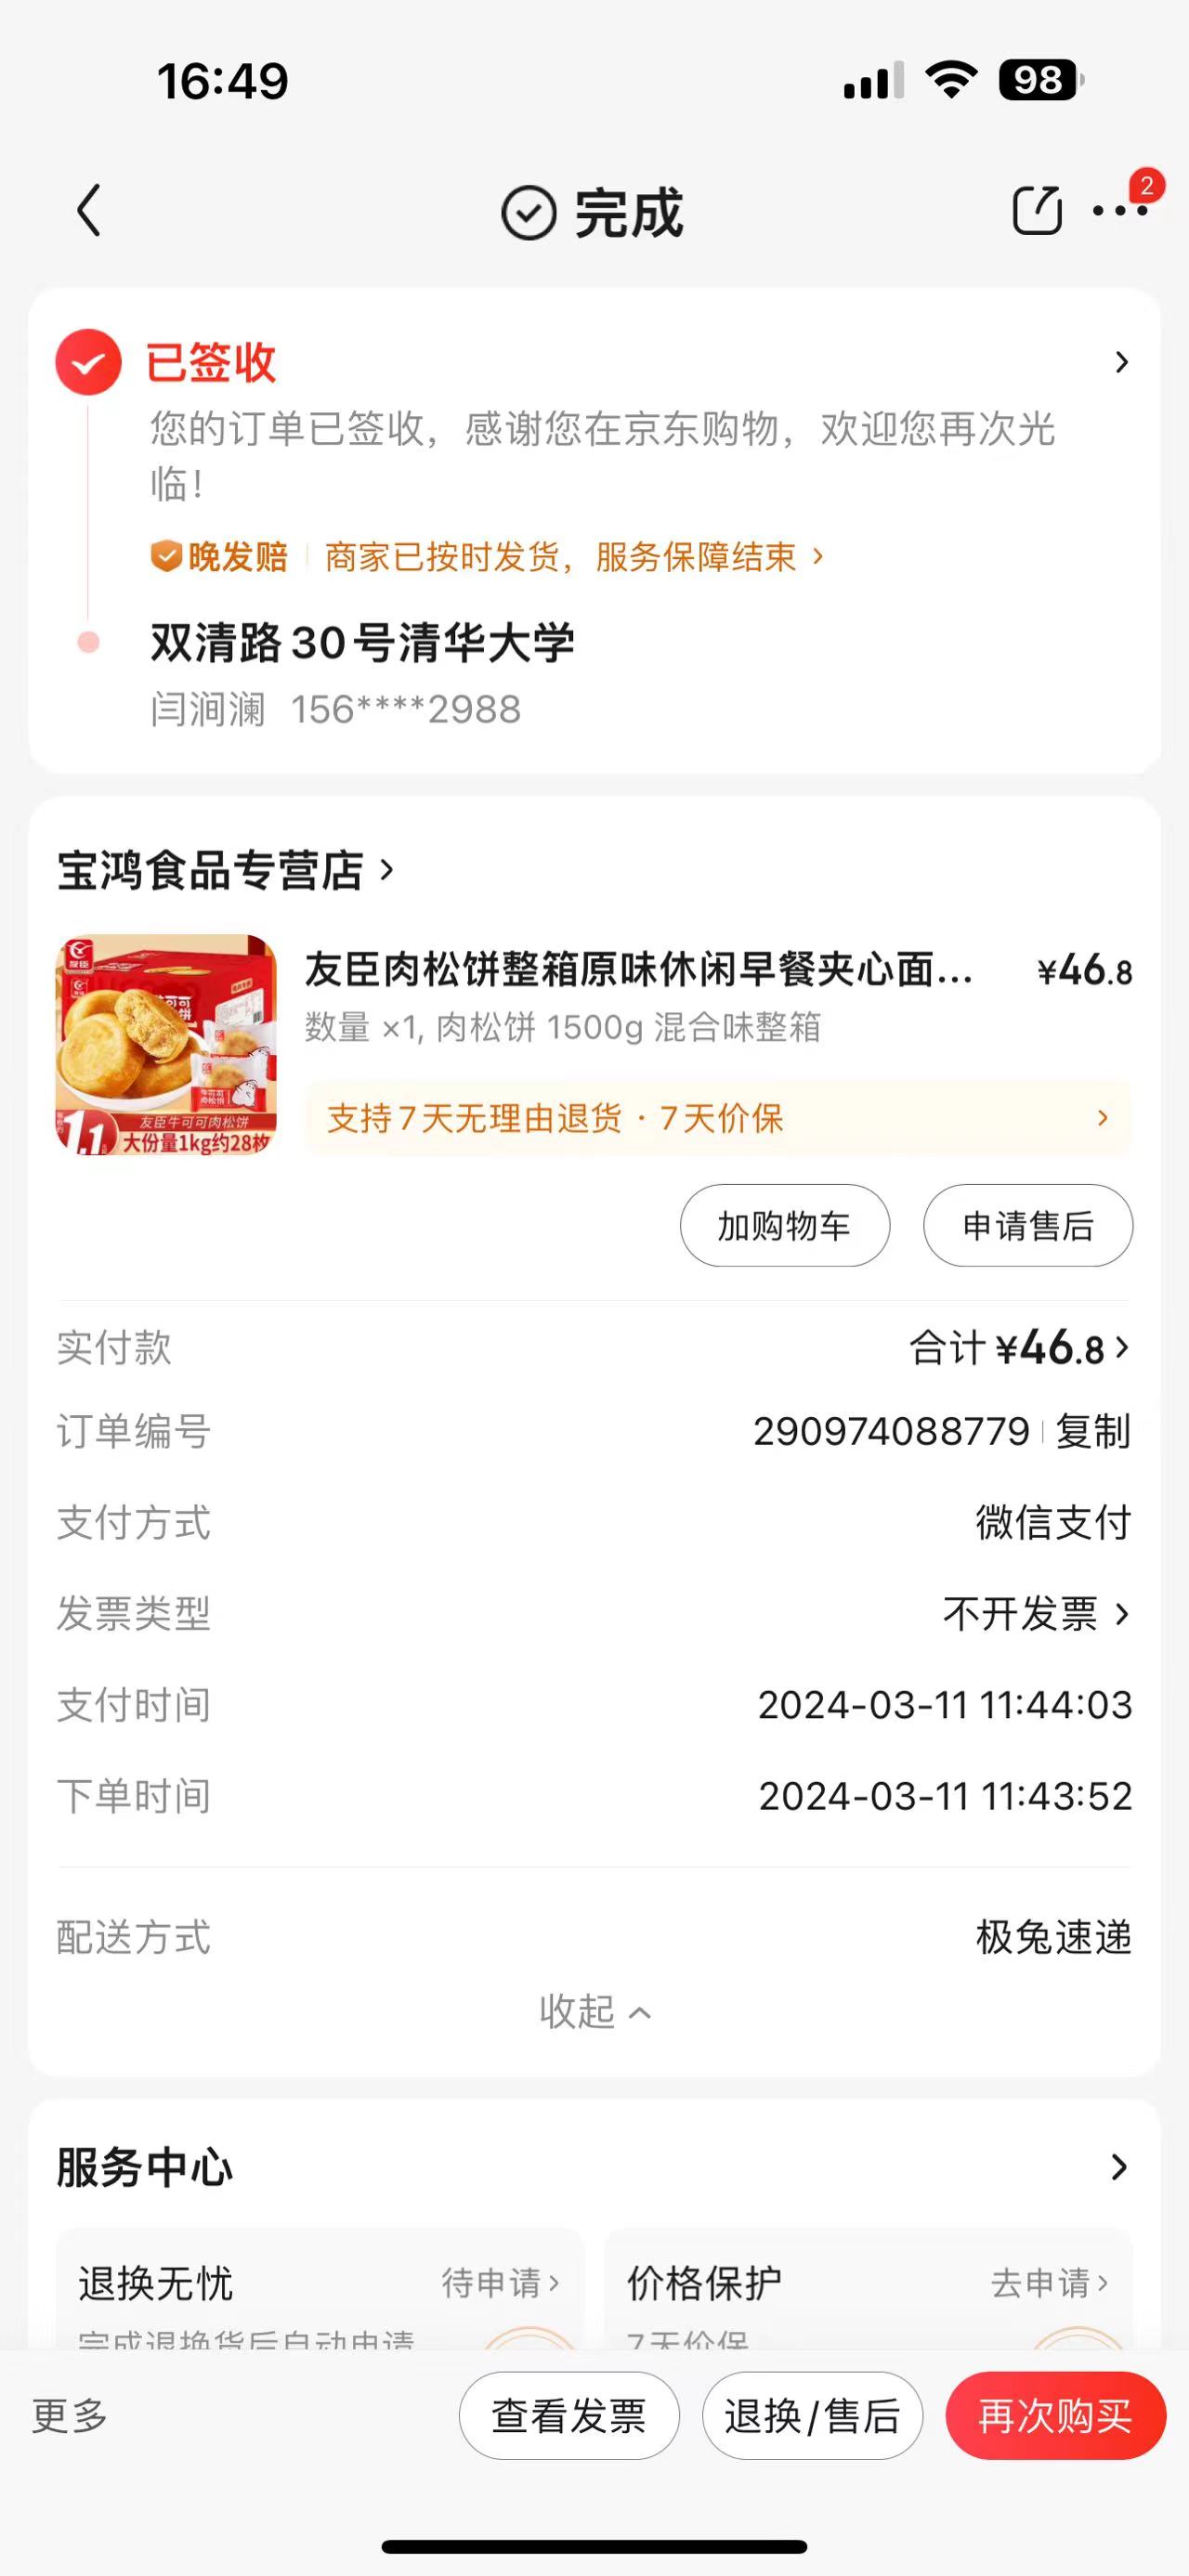 16:49
98
完成
2
已签收
您的订单已签收，感谢您在京东购物，欢迎您再次光
临！
晚发赔 商家已按时发货，服务保障结束
双清路30号清华大学
闫涧澜 156****2988
宝鸿食品专营店
友臣肉松饼整箱原味休闲早餐夹心面... ¥46.8
数量 ×1, 肉松饼 1500g 混合味整箱
友臣
1.1
友臣牛可可肉松饼
大份量1kg约28枚
支持7天无理由退货 · 7天价保
加购物车 申请售后
实付款 合计 ¥46.8
订单编号 290974088779 复制
支付方式 微信支付
发票类型 不开发票
支付时间 2024-03-11 11:44:03
下单时间 2024-03-11 11:43:52
配送方式 极兔速递
收起
服务中心
退换无忧 待申请 价格保护 去申请
完成退换货后自动申请 7天价保
更多 查看发票 退换/售后 再次购买